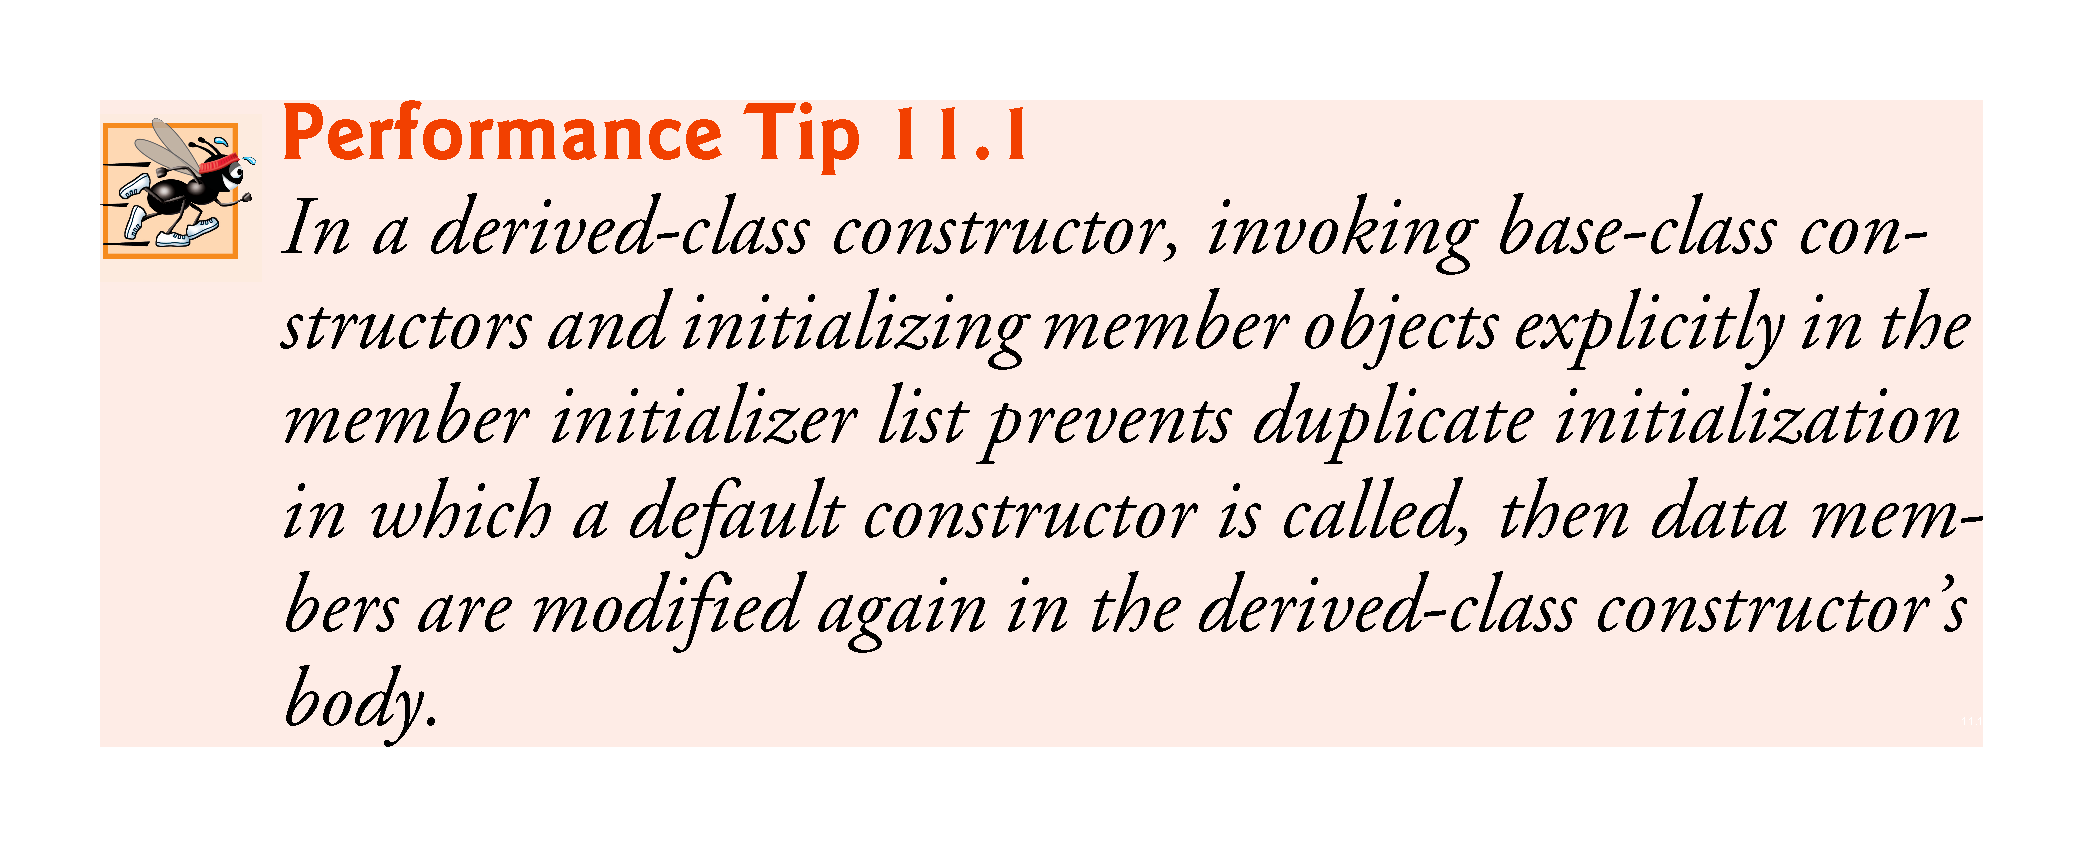 Performance Tip 11.1
In a derived-class constructor, invoking base-class con-
structors and initializing member objects explicitly in the
member initializer list prevents duplicate initialization
in which a default constructor is called, then data mem-
bers are modified again in the derived-class constructor’s
body.
11.1